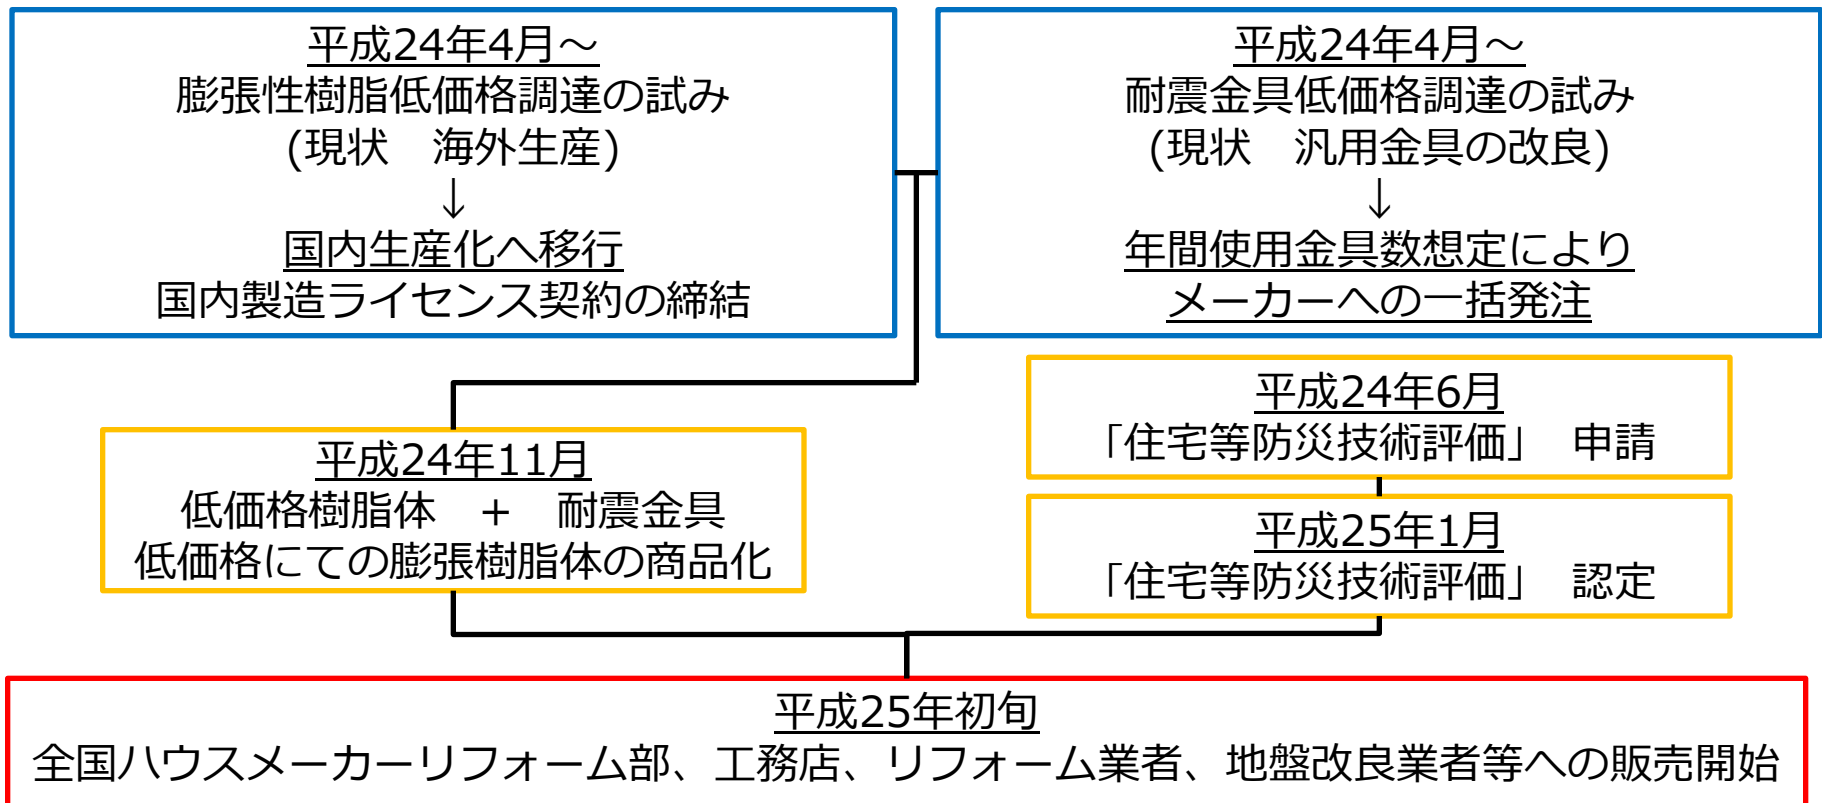 平成24年4月～
膨張性樹脂低価格調達の試み
(現状　海外生産)
↓
国内生産化へ移行
国内製造ライセンス契約の締結
平成24年4月～
耐震金具低価格調達の試み
(現状　汎用金具の改良)
↓
年間使用金具数想定により
メーカーへの一括発注
平成24年11月
低価格樹脂体　+　耐震金具
低価格にての膨張樹脂体の商品化
平成24年6月
「住宅等防災技術評価」 申請
平成25年1月
「住宅等防災技術評価」 認定
平成25年初旬
全国ハウスメーカーリフォーム部、工務店、リフォーム業者、地盤改良業者等への販売開始